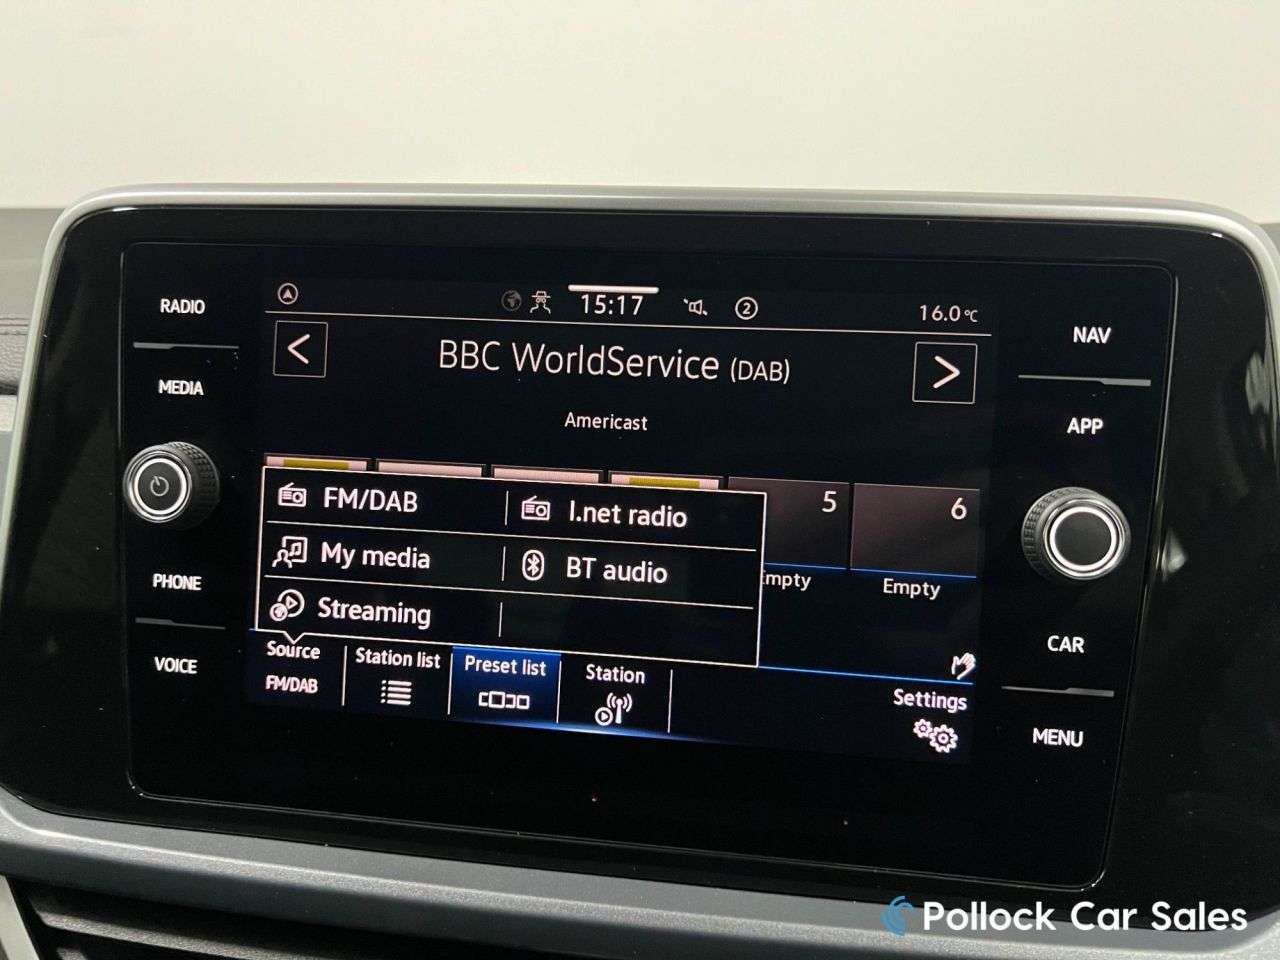 RADIO
MEDIA
PHONE
VOICE
15:17
2
16.0°C
BBC WorldService (DAB)
Americast
FM/DAB
I.net radio
My media
BT audio
Streaming
5
6
mpty
Empty
Source
FM/DAB
Station list
Preset list
Station
Settings
NAV
APP
CAR
MENU
Pollock Car Sales